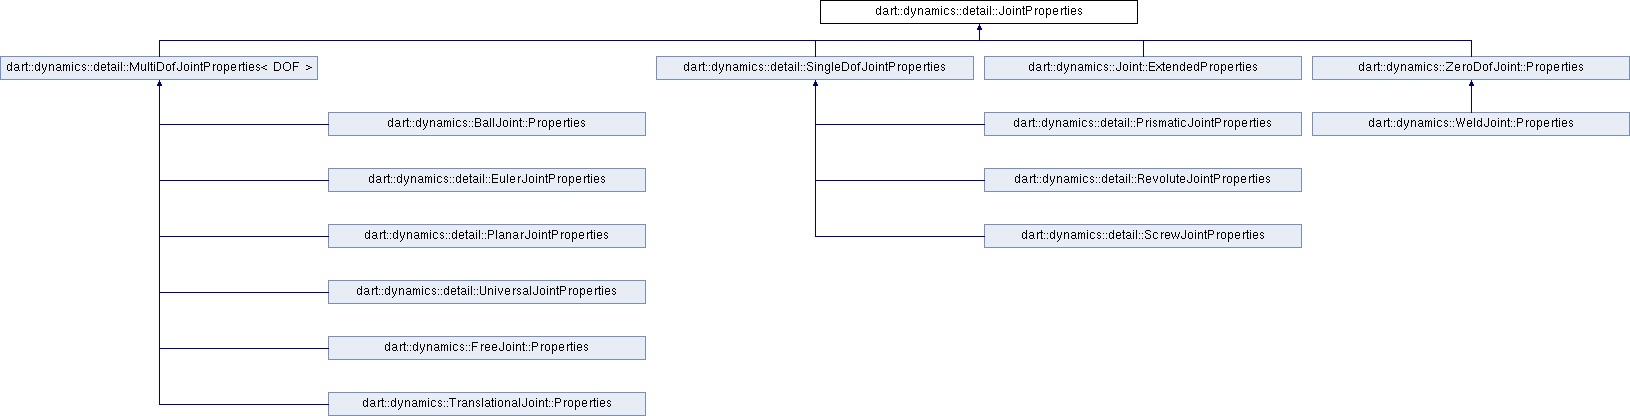 dart::dynamics::detail::JointProperties
dart::dynamics::detail::MultiDofJointProperties< DOF >
dart::dynamics::detail::SingleDofJointProperties
dart::dynamics::Joint::ExtendedProperties
dart::dynamics::ZeroDofJoint::Properties
dart::dynamics::BallJoint::Properties
dart::dynamics::detail::PrismaticJointProperties
dart::dynamics::WeldJoint::Properties
dart::dynamics::detail::EulerJointProperties
dart::dynamics::detail::RevoluteJointProperties
dart::dynamics::detail::PlanarJointProperties
dart::dynamics::detail::ScrewJointProperties
dart::dynamics::detail::UniversalJointProperties
dart::dynamics::FreeJoint::Properties
dart::dynamics::TranslationalJoint::Properties